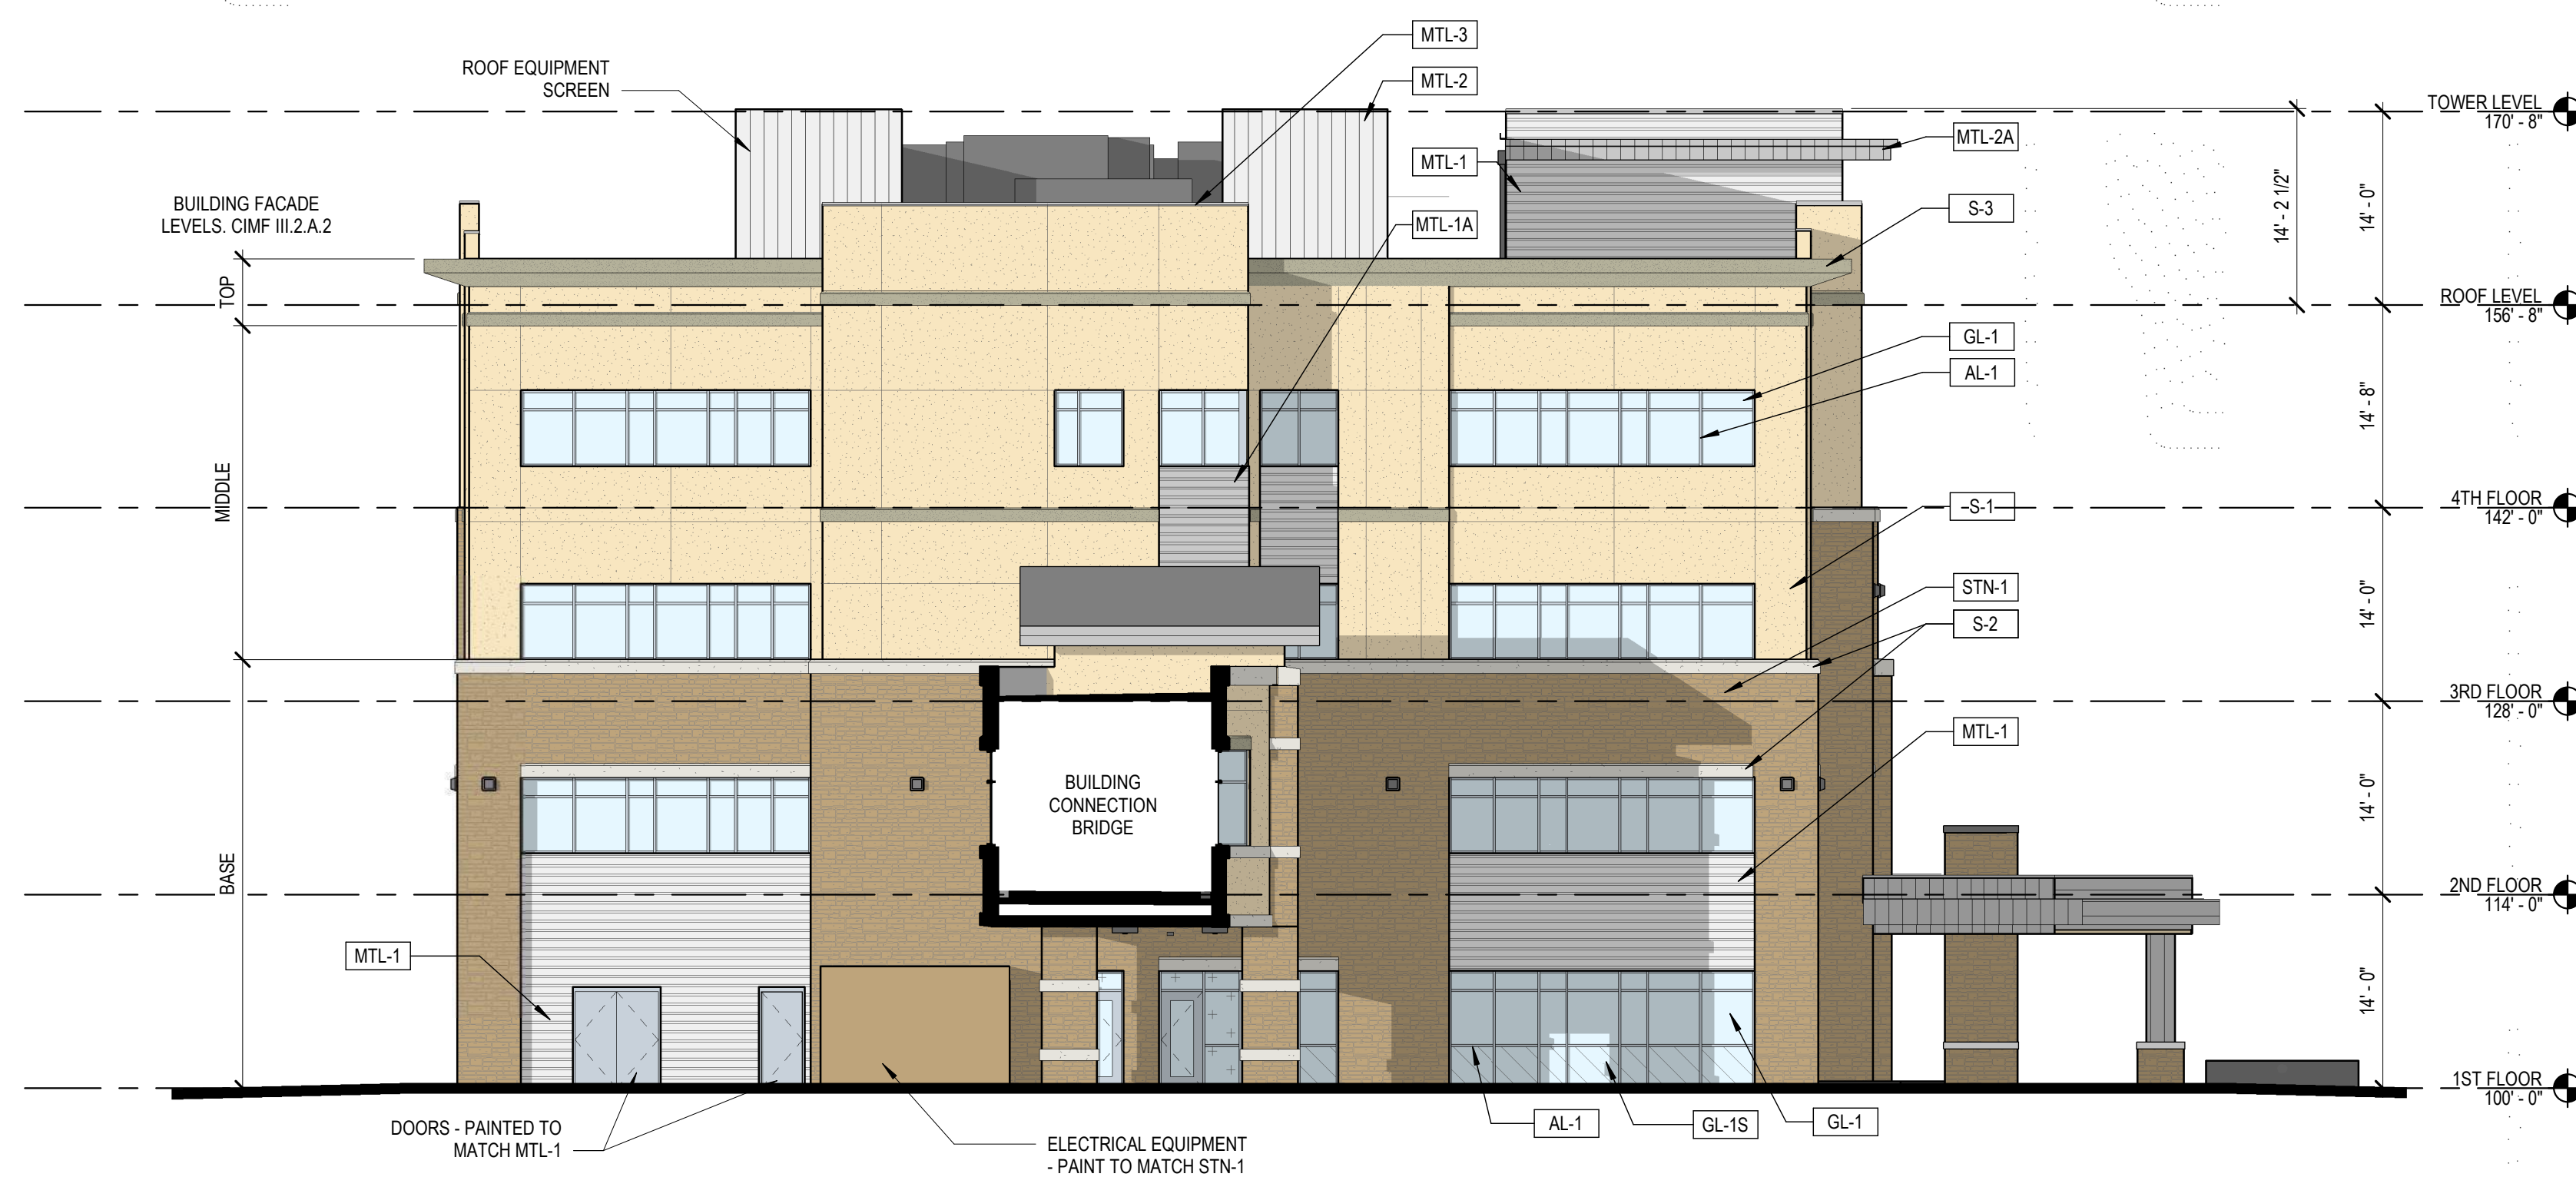 MTL-3
ROOF EQUIPMENT
SCREEN
MTL-2
TOWER LEVEL
170' - 8"
MTL-2A
MTL-1
BUILDING FACADE
LEVELS. CIMF III.2.A.2
S-3
MTL-1A
14' - 2 1/2"
14' - 0"
TOP
ROOF LEVEL
156' - 8"
GL-1
AL-1
14' - 8"
MIDDLE
4TH FLOOR
142' - 0"
S-1
STN-1
14' - 0"
S-2
3RD FLOOR
128' - 0"
MTL-1
BUILDING
CONNECTION
BRIDGE
14' - 0"
BASE
2ND FLOOR
114' - 0"
MTL-1
14' - 0"
1ST FLOOR
100' - 0"
DOORS - PAINTED TO
MATCH MTL-1
ELECTRICAL EQUIPMENT
- PAINT TO MATCH STN-1
AL-1
GL-1S
GL-1